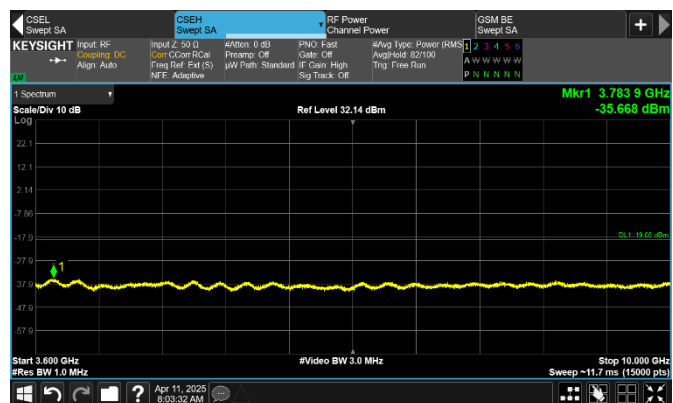 CSEL
Swept SA
CSEH
Swept SA
RF Power
Channel Power
GSM BE
Swept SA
+
KEYSIGHT
Input: RF
Coupling: DC
Align: Auto
Input Z: 50 Ω
Corr CCorr RCal
Freq Ref: Ext (S)
NFE: Adaptive
#Atten: 0 dB
Preamp: Off
µW Path: Standard
PNO: Fast
Gate: Off
IF Gain: High
Sig Track: Off
#Avg Type: Power (RMS)
Avg|Hold: 82/100
Trig: Free Run
1 2 3 4 5 6
A W W W W W
P N N N N N
LXI
1 Spectrum
Scale/Div 10 dB
Ref Level 32.14 dBm
Mkr1 3.783 9 GHz
-35.668 dBm
Log
22.1
12.1
2.14
-7.86
-17.9
DL1 -19.00 dBm
-27.9
1
-37.9
-47.9
-57.9
Start 3.600 GHz
#Video BW 3.0 MHz
Stop 10.000 GHz
#Res BW 1.0 MHz
Sweep ~11.7 ms (15000 pts)
?
Apr 11, 2025
8:03:32 AM